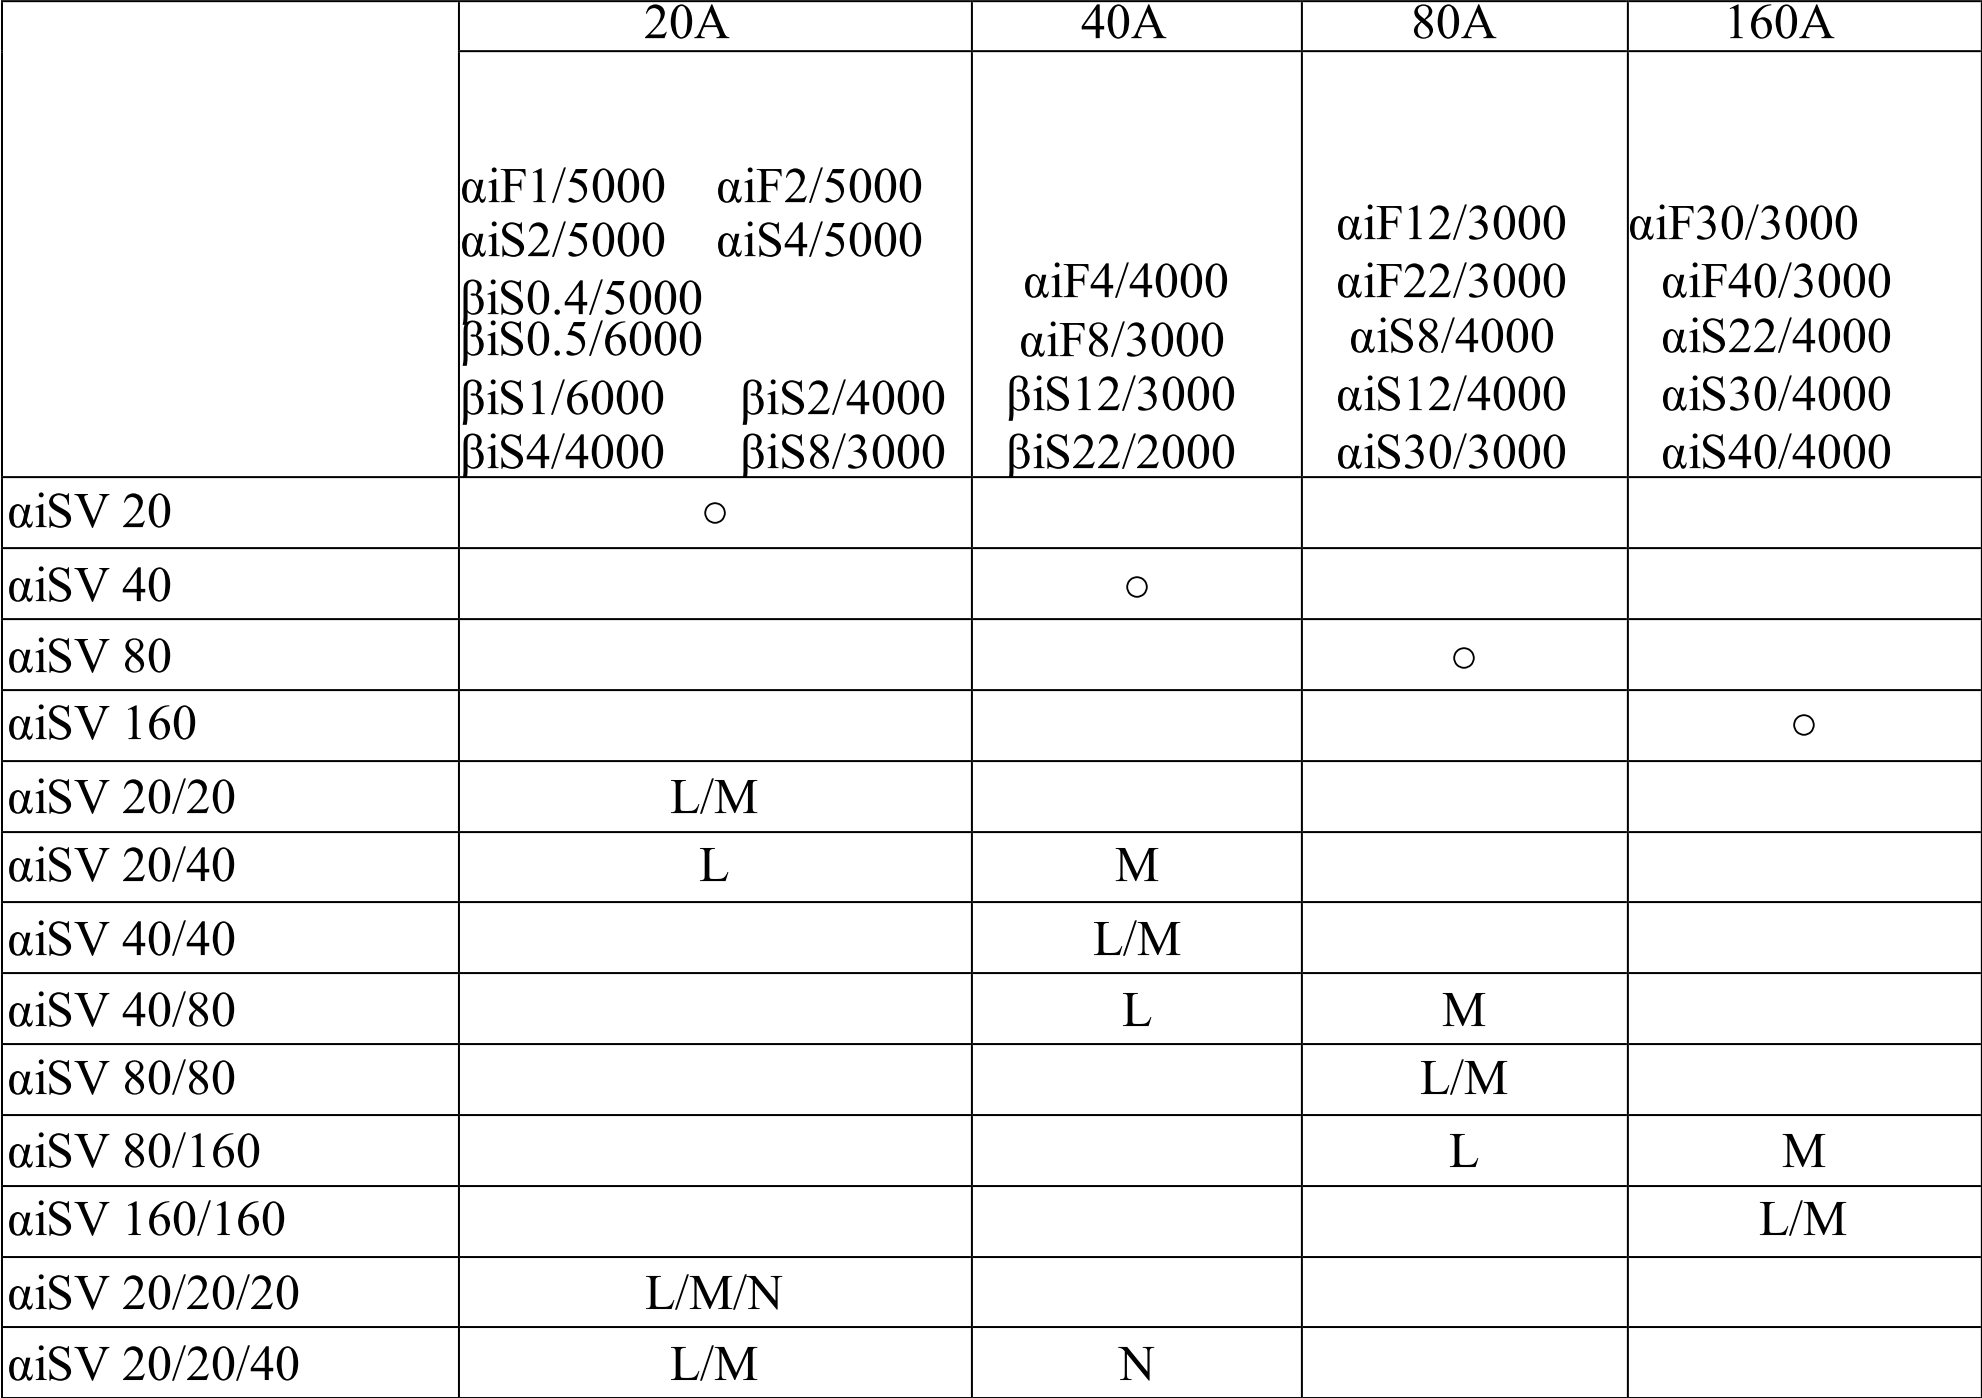 20A 40A 80A 160A
αiF1/5000 αiF2/5000
αiS2/5000 αiS4/5000
βiS0.4/5000
βiS0.5/6000
βiS1/6000 βiS2/4000
βiS4/4000 βiS8/3000
αiF4/4000
αiF8/3000
βiS12/3000
βiS22/2000
αiF12/3000
αiF22/3000
αiS8/4000
αiS12/4000
αiS30/3000
αiF30/3000
αiF40/3000
αiS22/4000
αiS30/4000
αiS40/4000
αiSV 20 ○
αiSV 40 ○
αiSV 80 ○
αiSV 160 ○
αiSV 20/20 L/M
αiSV 20/40 L M
αiSV 40/40 L/M
αiSV 40/80 L M
αiSV 80/80 L/M
αiSV 80/160 L M
αiSV 160/160 L/M
αiSV 20/20/20 L/M/N
αiSV 20/20/40 L/M N